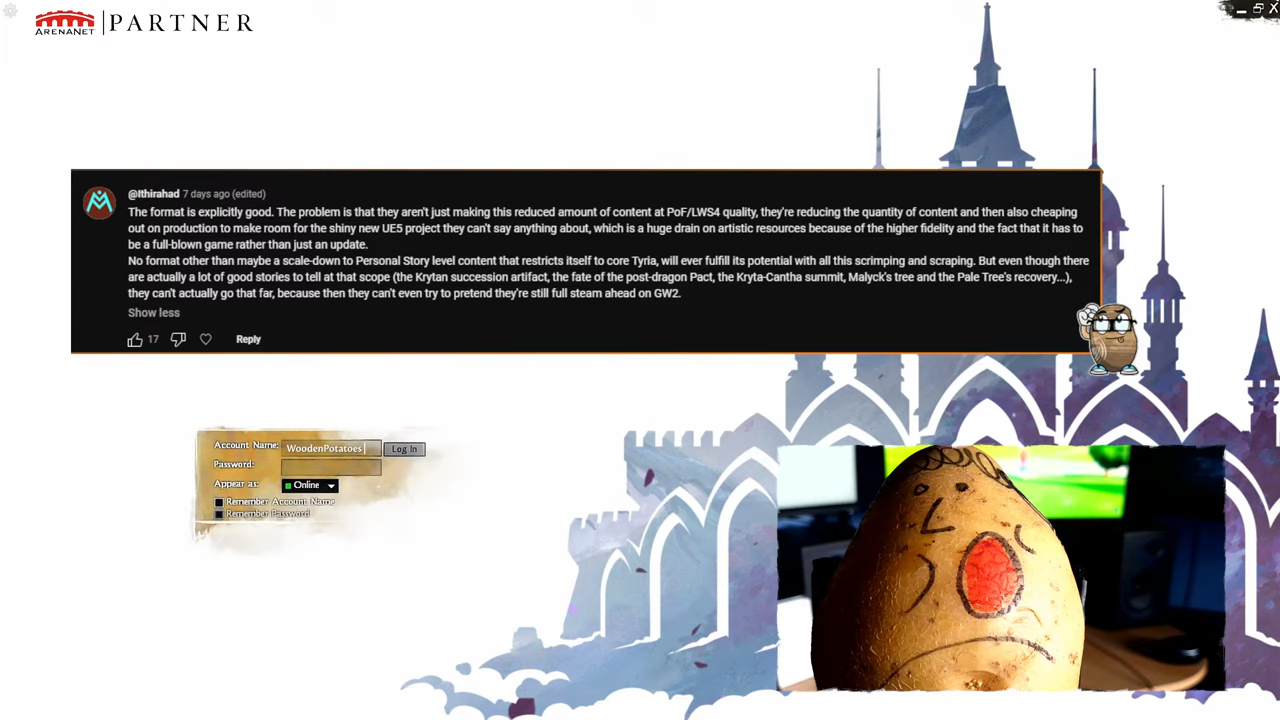 ARENANET | PARTNER
@Ithirahad 7 days ago (edited)
The format is explicitly good. The problem is that they aren't just making this reduced amount of content at PoF/LWS4 quality, they're reducing the quantity of content and then also cheaping
out on production to make room for the shiny new UE5 project they can't say anything about, which is a huge drain on artistic resources because of the higher fidelity and the fact that it has to
be a full-blown game rather than just an update.
No format other than maybe a scale-down to Personal Story level content that restricts itself to core Tyria, will ever fulfill its potential with all this scrimping and scraping. But even though there
are actually a lot of good stories to tell at that scope (the Krytan succession artifact, the fate of the post-dragon Pact, the Kryta-Cantha summit, Malyck's tree and the Pale Tree's recovery...),
they can't actually go that far, because then they can't even try to pretend they're still full steam ahead on GW2.
Show less
17 Reply
Account Name: WoodenPotatoes Log In
Password:
Appear as: Online
Remember Account Name
Remember Password